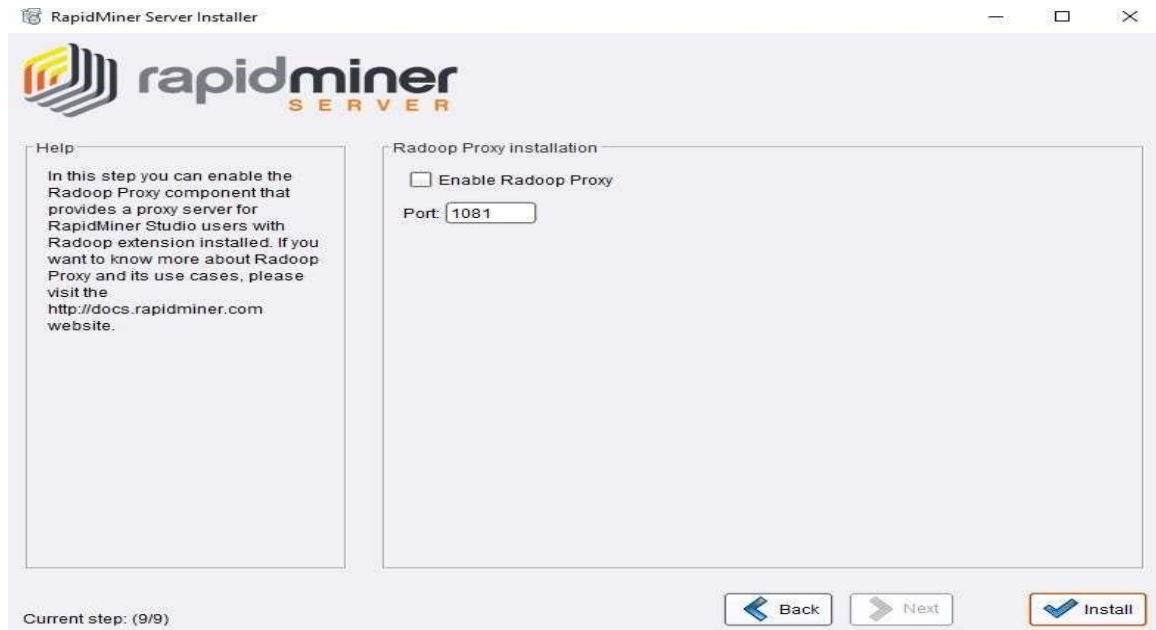 RapidMiner Server Installer
rapidminer
SERVER
Help
In this step you can enable the
Radoop Proxy component that
provides a proxy server for
RapidMiner Studio users with
Radoop extension installed. If you
want to know more about Radoop
Proxy and its use cases, please
visit the
http://docs.rapidminer.com
website.
Radoop Proxy installation
Enable Radoop Proxy
Port: 1081
Current step: (9/9)
Back
Next
Install